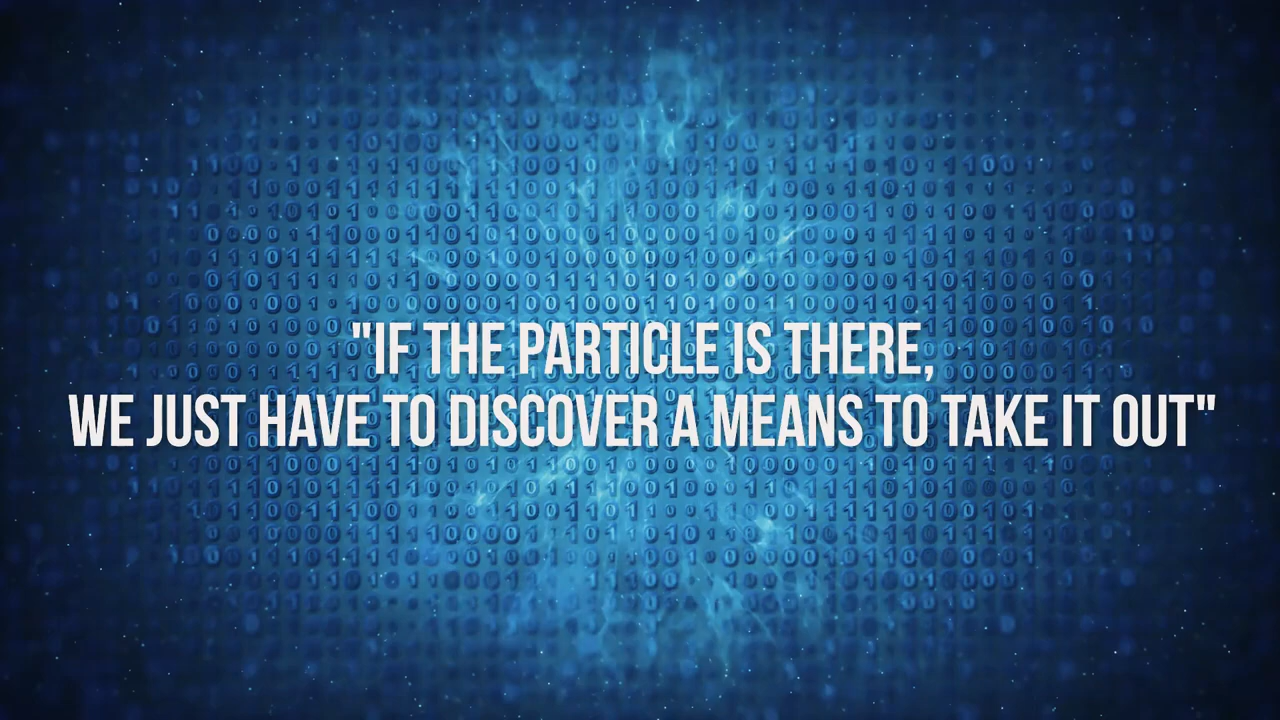 "IF THE PARTICLE IS THERE,
WE JUST HAVE TO DISCOVER A MEANS TO TAKE IT OUT"